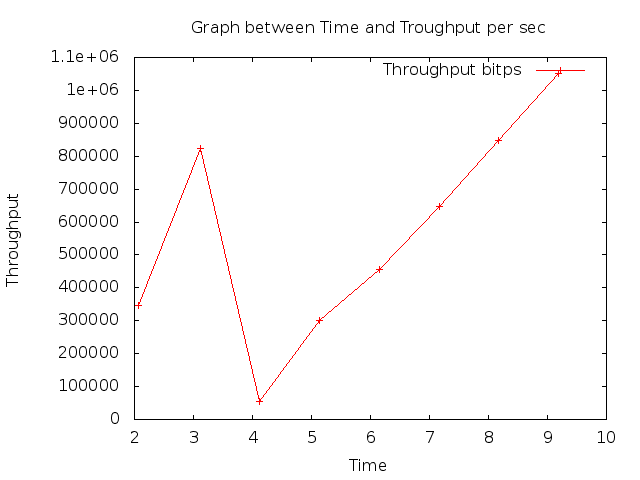 Graph between Time and Troughput per sec
1.1e+06
1e+06
900000
800000
700000
600000
500000
400000
300000
200000
100000
0
Throughput bitps
Throughput
2 3 4 5 6 7 8 9 10
Time